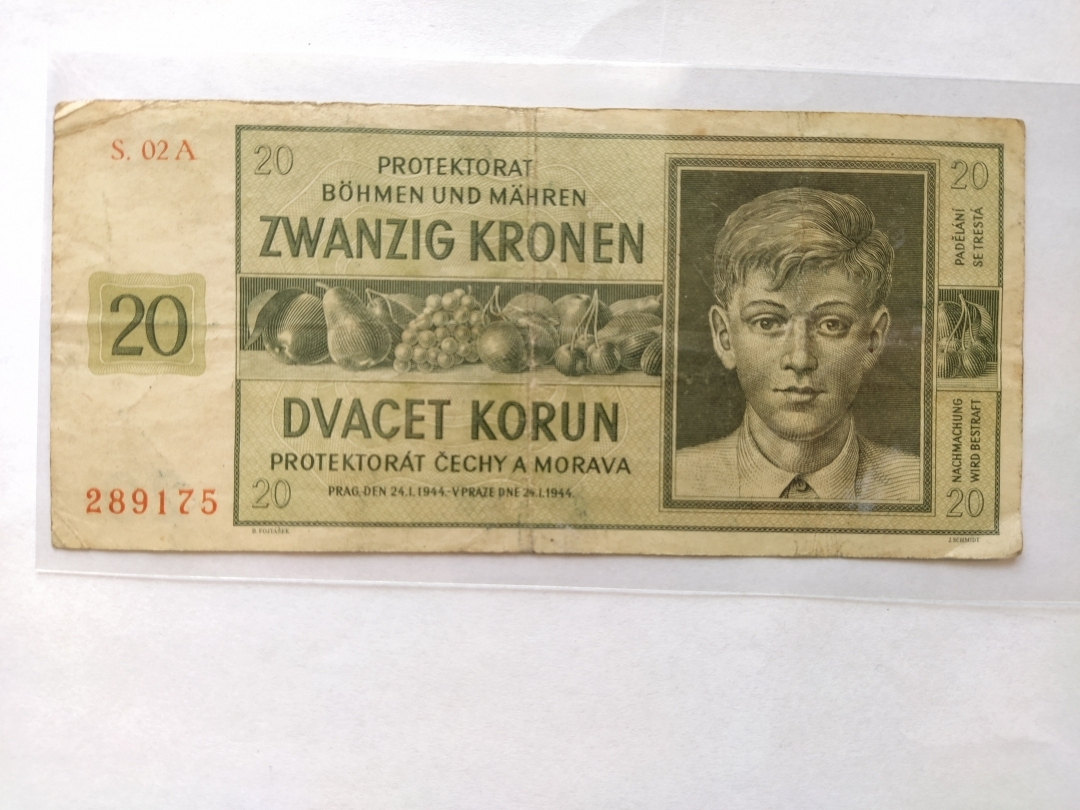 S. 02 A
20
PROTEKTORAT
BÖHMEN UND MÄHREN
ZWANZIG KRONEN
20
PADĚLÁNÍ
SE TRESTÁ
20
DVACET KORUN
PROTEKTORÁT ČECHY A MORAVA
PRAG, DEN 24.I.1944.-V PRAZE DNE 24.I.1944.
NACHMACHUNG
WIRD BESTRAFT
289175
20
20
J. SCHMIDT